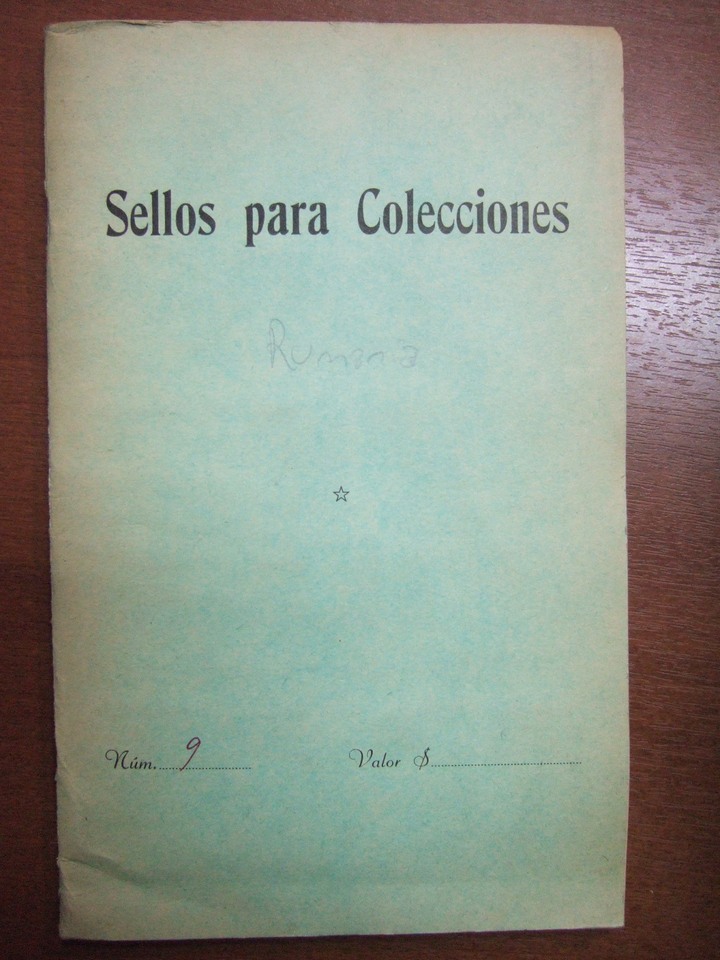 Sellos para Colecciones
Rumania
Núm. 9 Valor $